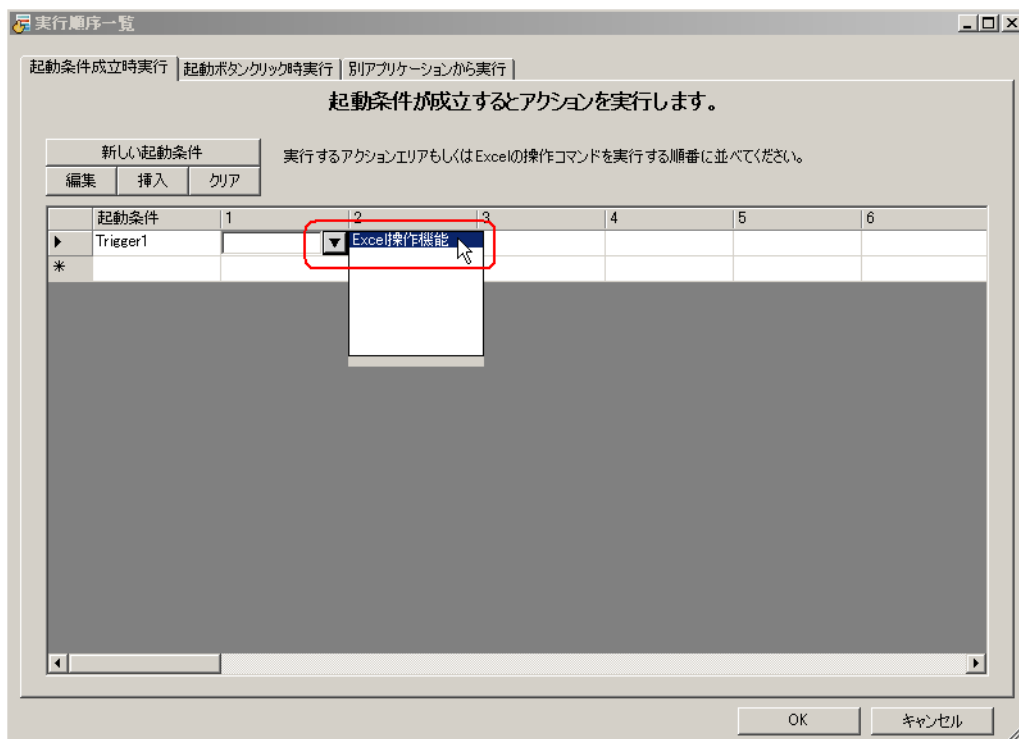 実行順序一覧
起動条件成立時実行 起動ボタンクリック時実行 別アプリケーションから実行
起動条件が成立するとアクションを実行します。
新しい起動条件
実行するアクションエリアもしくはExcelの操作コマンドを実行する順番に並べてください。
編集 挿入 クリア
起動条件 1 2 3 4 5 6
Trigger1 Excel操作機能
OK キャンセル